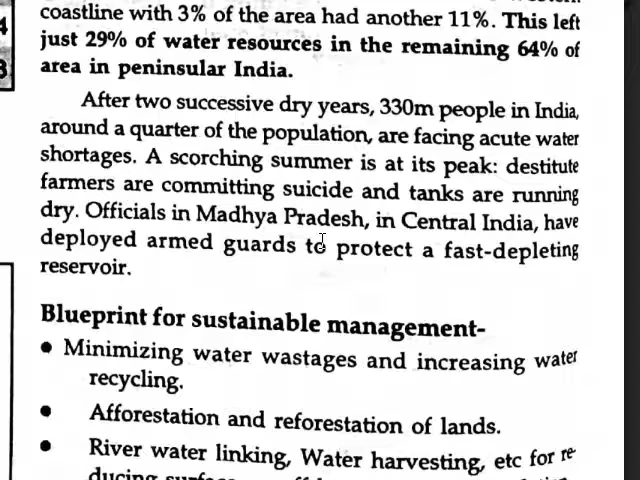 coastline with 3% of the area had another 11%. This left
just 29% of water resources in the remaining 64% of
area in peninsular India.
After two successive dry years, 330m people in India,
around a quarter of the population, are facing acute water
shortages. A scorching summer is at its peak: destitute
farmers are committing suicide and tanks are running
dry. Officials in Madhya Pradesh, in Central India, have
deployed armed guards to protect a fast-depleting
reservoir.
Blueprint for sustainable management-
• Minimizing water wastages and increasing water
recycling.
• Afforestation and reforestation of lands.
• River water linking, Water harvesting, etc for re-
ducing